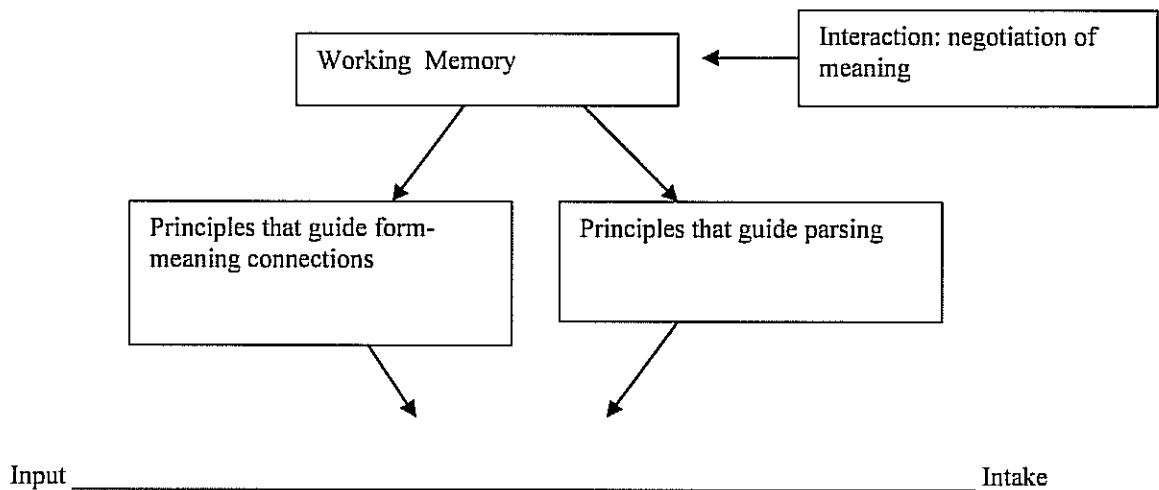 Interaction: negotiation of
meaning
Working Memory
Principles that guide form-
meaning connections
Principles that guide parsing
Input
Intake